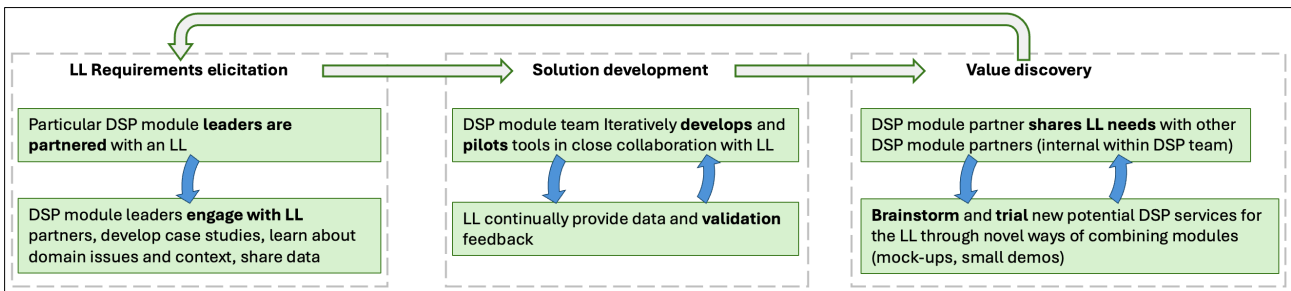 LL Requirements elicitation
Particular DSP module leaders are
partnered with an LL
DSP module leaders engage with LL
partners, develop case studies, learn about
domain issues and context, share data
Solution development
DSP module team Iteratively develops and
pilots tools in close collaboration with LL
LL continually provide data and validation
feedback
Value discovery
DSP module partner shares LL needs with other
DSP module partners (internal within DSP team)
Brainstorm and trial new potential DSP services for
the LL through novel ways of combining modules
(mock-ups, small demos)